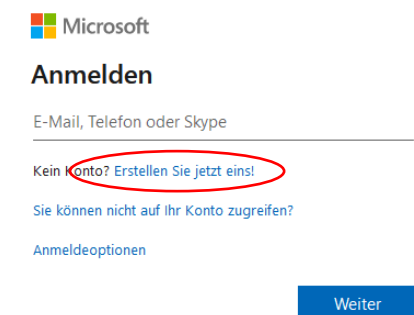 Microsoft
Anmelden
E-Mail, Telefon oder Skype
Kein Konto? Erstellen Sie jetzt eins!
Sie können nicht auf Ihr Konto zugreifen?
Anmeldeoptionen
Weiter